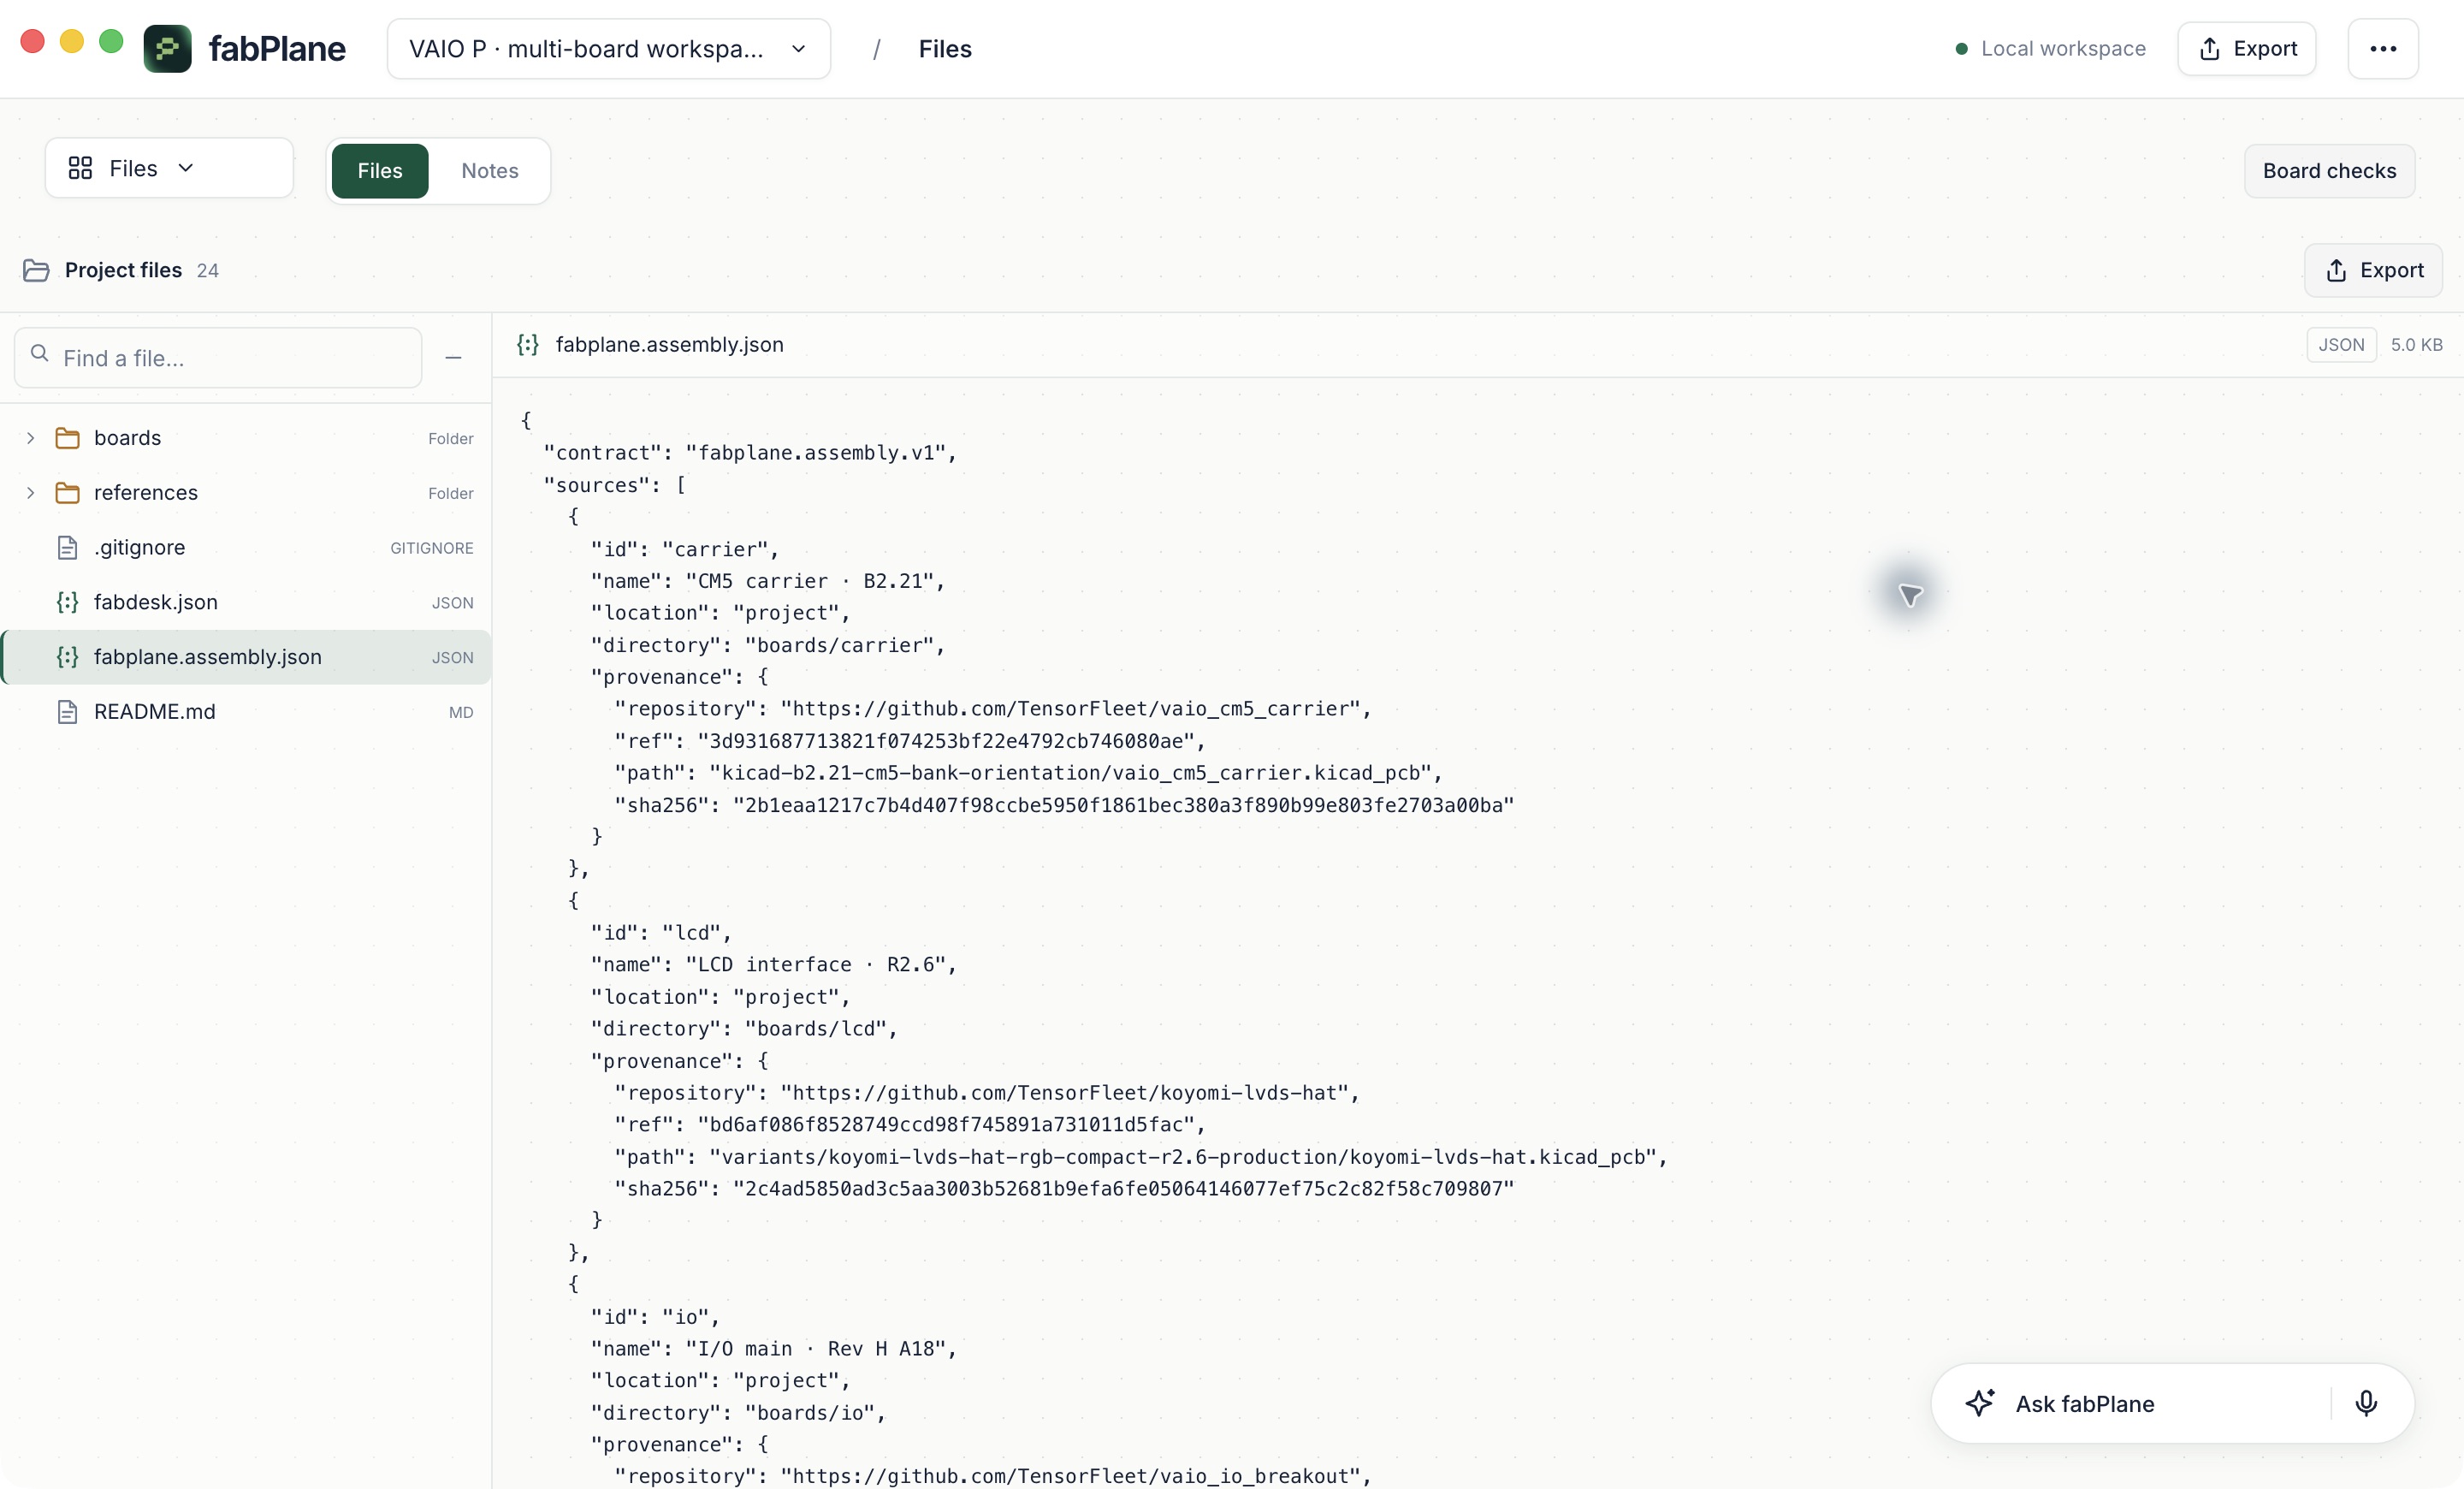 fabPlane
VAIO P · multi-board workspa...
/
Files
Local workspace
Export
Files
Files
Notes
Board checks
Project files 24
Export
Find a file...
boards Folder
references Folder
.gitignore GITIGNORE
fabdesk.json JSON
fabplane.assembly.json JSON
README.md MD
fabplane.assembly.json
JSON 5.0 KB
{
  "contract": "fabplane.assembly.v1",
  "sources": [
    {
      "id": "carrier",
      "name": "CM5 carrier · B2.21",
      "location": "project",
      "directory": "boards/carrier",
      "provenance": {
        "repository": "https://github.com/TensorFleet/vaio_cm5_carrier",
        "ref": "3d931687713821f074253bf22e4792cb746080ae",
        "path": "kicad-b2.21-cm5-bank-orientation/vaio_cm5_carrier.kicad_pcb",
        "sha256": "2b1eaa1217c7b4d407f98ccbe5950f1861bec380a3f890b99e803fe2703a00ba"
      }
    },
    {
      "id": "lcd",
      "name": "LCD interface · R2.6",
      "location": "project",
      "directory": "boards/lcd",
      "provenance": {
        "repository": "https://github.com/TensorFleet/koyomi-lvds-hat",
        "ref": "bd6af086f8528749ccd98f745891a731011d5fac",
        "path": "variants/koyomi-lvds-hat-rgb-compact-r2.6-production/koyomi-lvds-hat.kicad_pcb",
        "sha256": "2c4ad5850ad3c5aa3003b52681b9efa6fe05064146077ef75c2c82f58c709807"
      }
    },
    {
      "id": "io",
      "name": "I/O main · Rev H A18",
      "location": "project",
      "directory": "boards/io",
      "provenance": {
        "repository": "https://github.com/TensorFleet/vaio_io_breakout",
Ask fabPlane